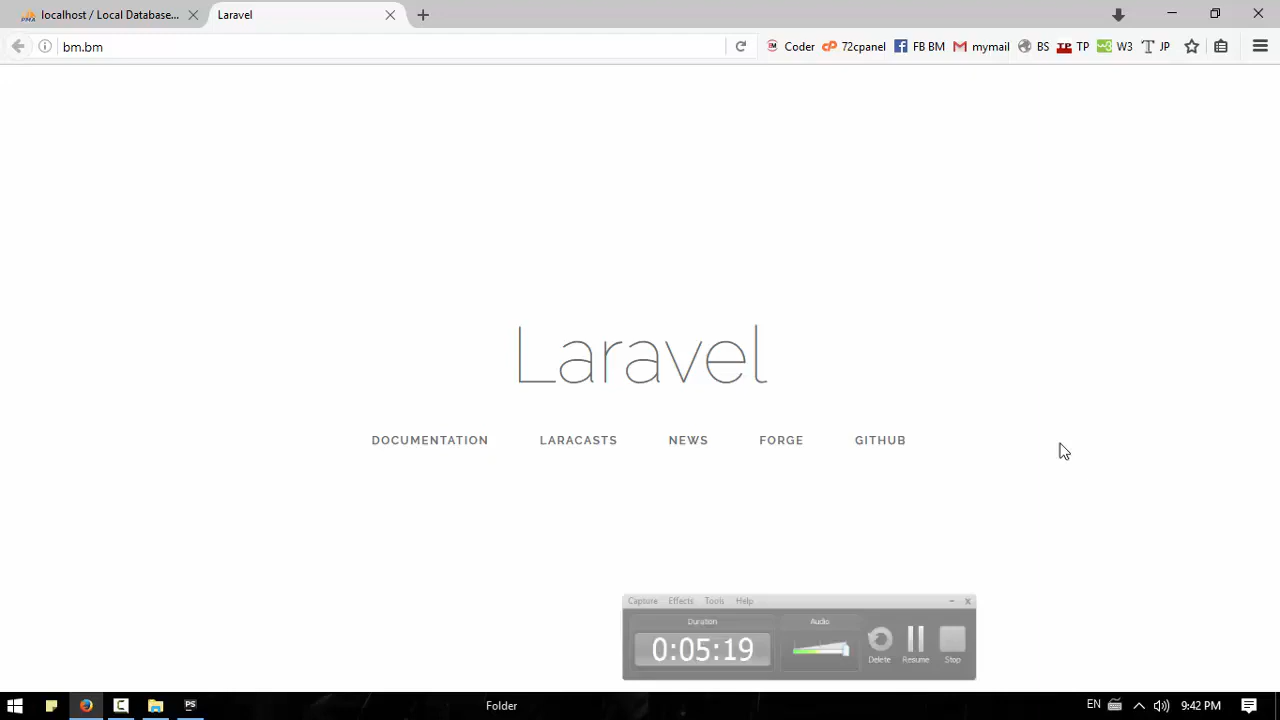 localhost / Local Database...
Laravel
bm.bm
Coder
72cpanel
FB BM
mymail
BS
TP
W3
JP
Laravel
DOCUMENTATION
LARACASTS
NEWS
FORGE
GITHUB
Capture Effects Tools Help
Duration
Audio
0:05:19
Delete
Resume
Stop
Folder
EN
9:42 PM